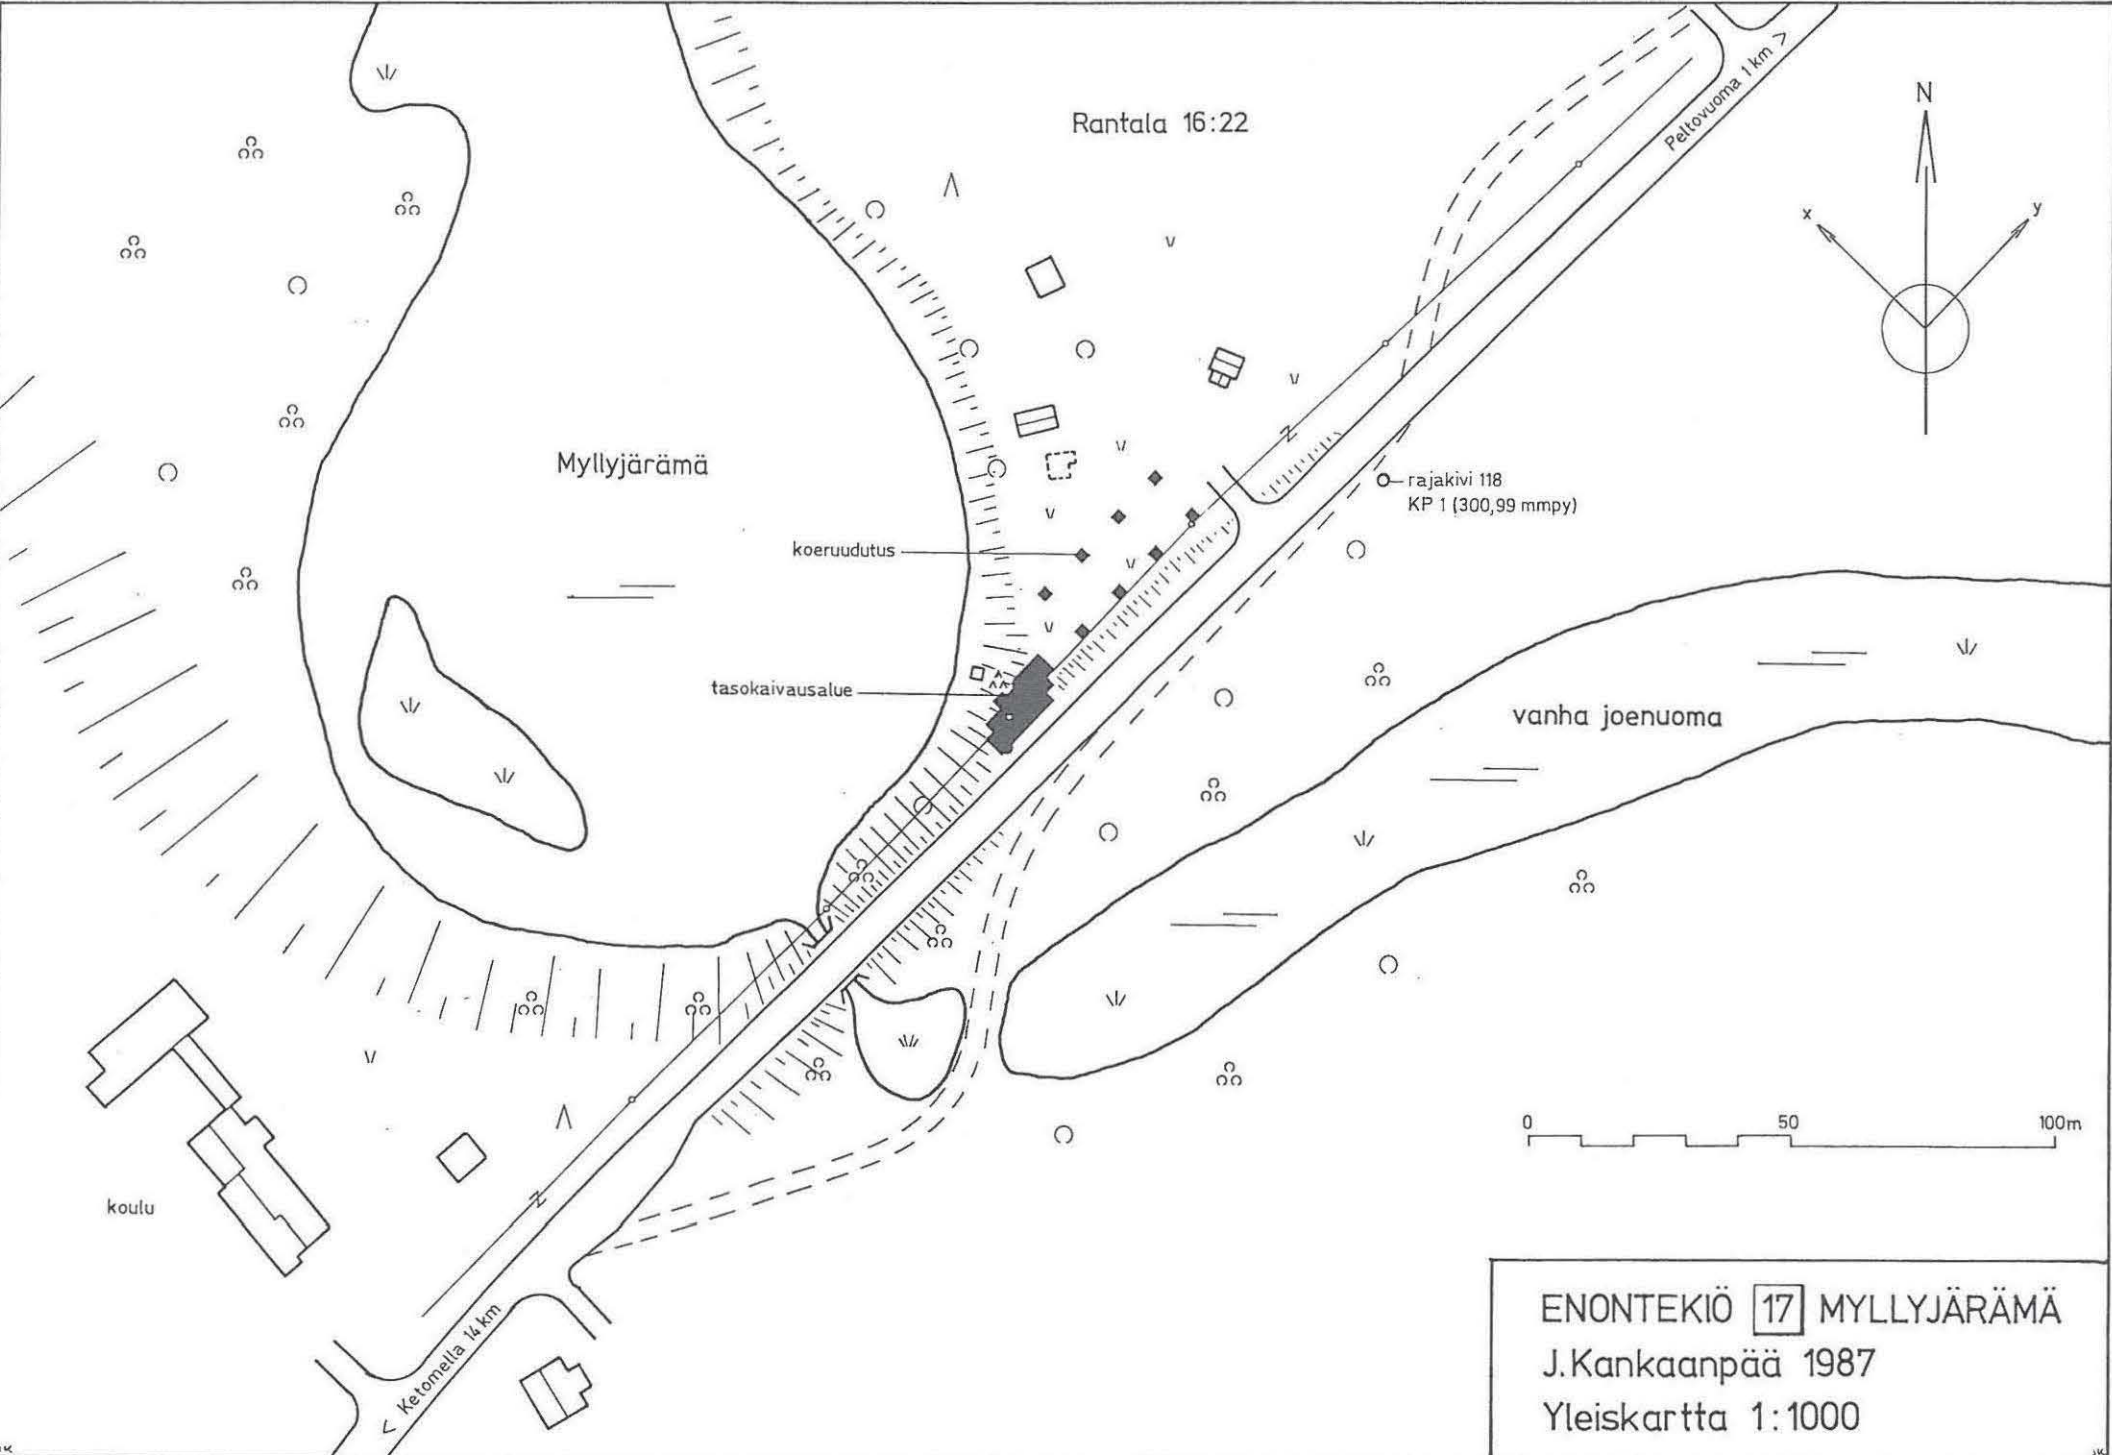 Rantala 16:22
Peltovuoma 1 km >
N
x
y
Myllyjärämä
rajakivi 118
KP 1 (300,99 mmpy)
koeruudutus
tasokaivausalue
vanha joenuoma
0 50 100m
koulu
< Ketomella 14 km
ENONTEKIÖ 17 MYLLYJÄRÄMÄ
J. Kankaanpää 1987
Yleiskartta 1:1000